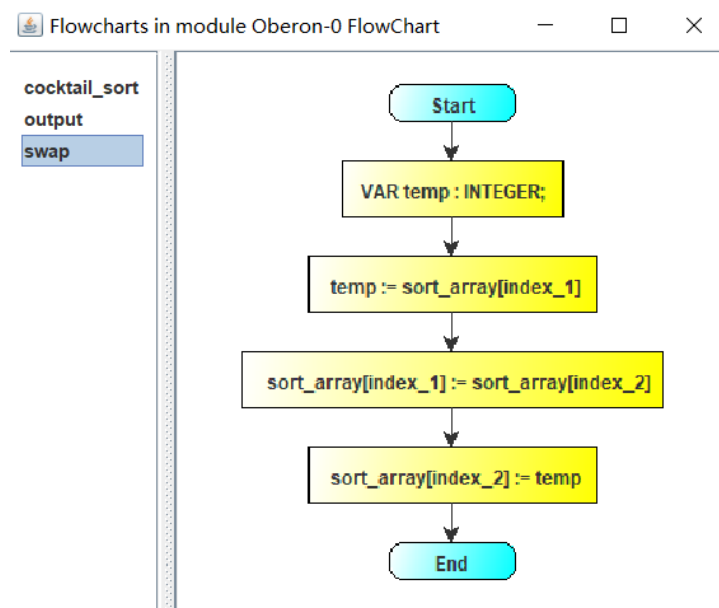 Flowcharts in module Oberon-0 FlowChart
cocktail_sort
output
swap
Start
VAR temp : INTEGER;
temp := sort_array[index_1]
sort_array[index_1] := sort_array[index_2]
sort_array[index_2] := temp
End